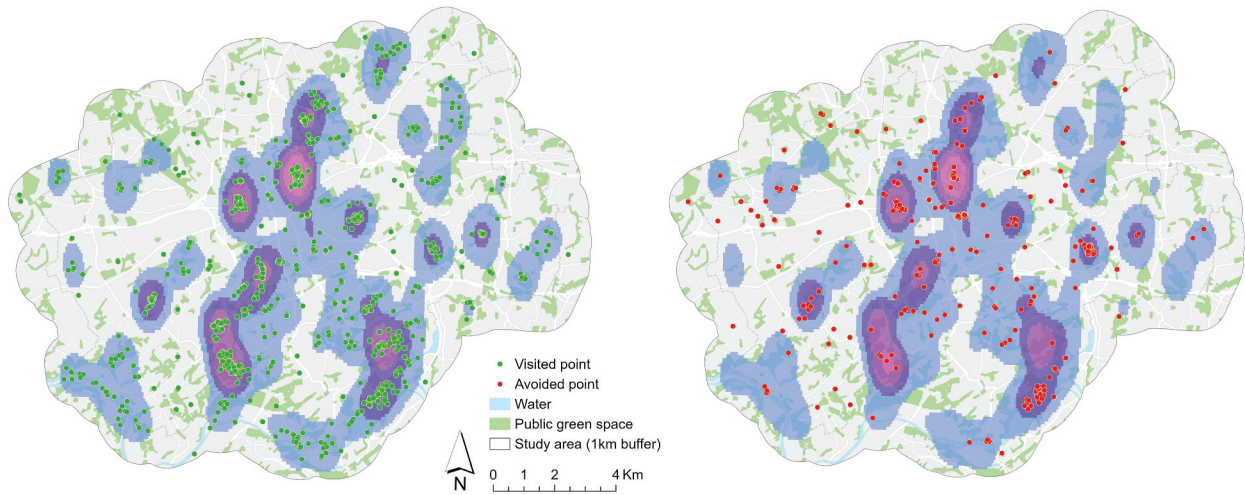 Visited point
Avoided point
Water
Public green space
Study area (1km buffer)
N
0 1 2 4 Km